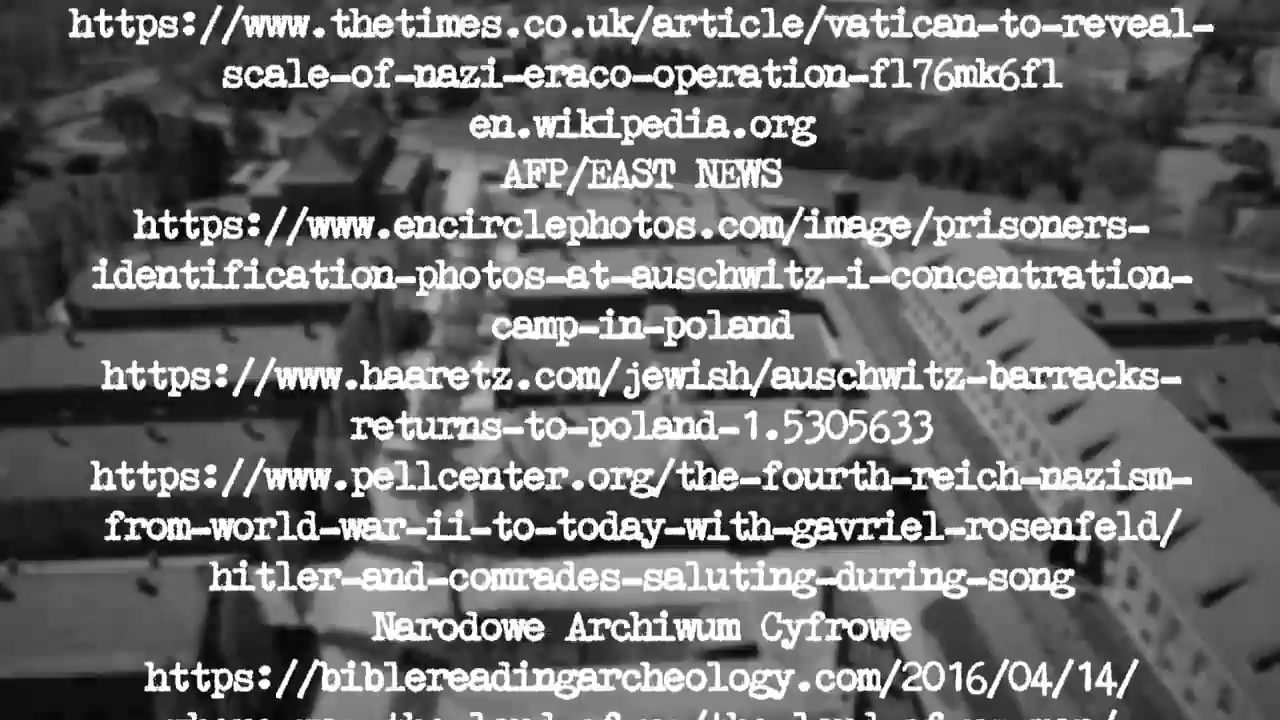 https://www.thetimes.co.uk/article/vatican-to-reveal-
scale-of-nazi-eraco-operation-fl76mk6fl
en.wikipedia.org
AFP/EAST NEWS
https://www.encirclephotos.com/image/prisoners-
identification-photos-at-auschwitz-i-concentration-
camp-in-poland
https://www.haaretz.com/jewish/auschwitz-barracks-
returns-to-poland-1.5305633
https://www.pellcenter.org/the-fourth-reich-nazism-
from-world-war-ii-to-today-with-gavriel-rosenfeld/
hitler-and-comrades-saluting-during-song
Narodowe Archiwum Cyfrowe
https://biblereadingarcheology.com/2016/04/14/